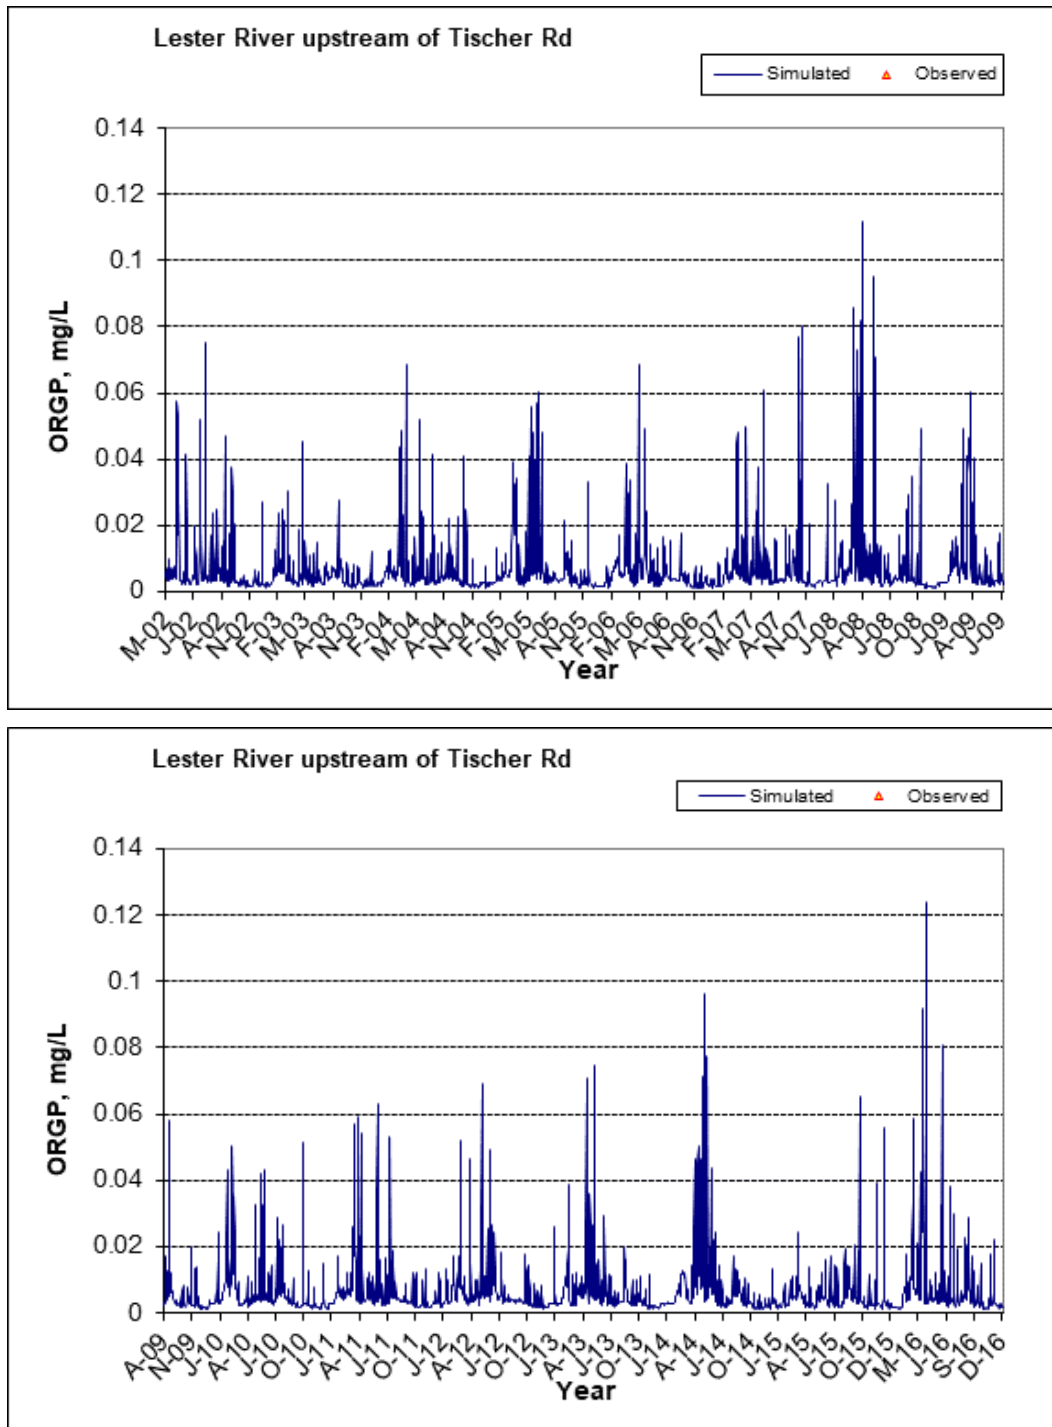 Lester River upstream of Tischer Rd
Simulated Observed
0.14
0.12
0.1
0.08
0.06
0.04
0.02
0
ORGP, mg/L
M-02 J-02 A-02 N-02 F-03 M-03 A-03 N-03 F-04 M-04 A-04 N-04 F-05 M-05 A-05 N-05 F-06 M-06 A-06 N-06 F-07 M-07 A-07 N-07 J-08 A-08 J-08 O-08 J-09 A-09 J-09
Year
Lester River upstream of Tischer Rd
Simulated Observed
0.14
0.12
0.1
0.08
0.06
0.04
0.02
0
ORGP, mg/L
A-09 N-09 J-10 A-10 J-10 O-10 J-11 A-11 J-11 O-11 J-12 A-12 J-12 O-12 J-13 A-13 J-13 O-13 J-14 A-14 J-14 O-14 J-15 A-15 J-15 O-15 D-15 M-16 J-16 S-16 D-16
Year